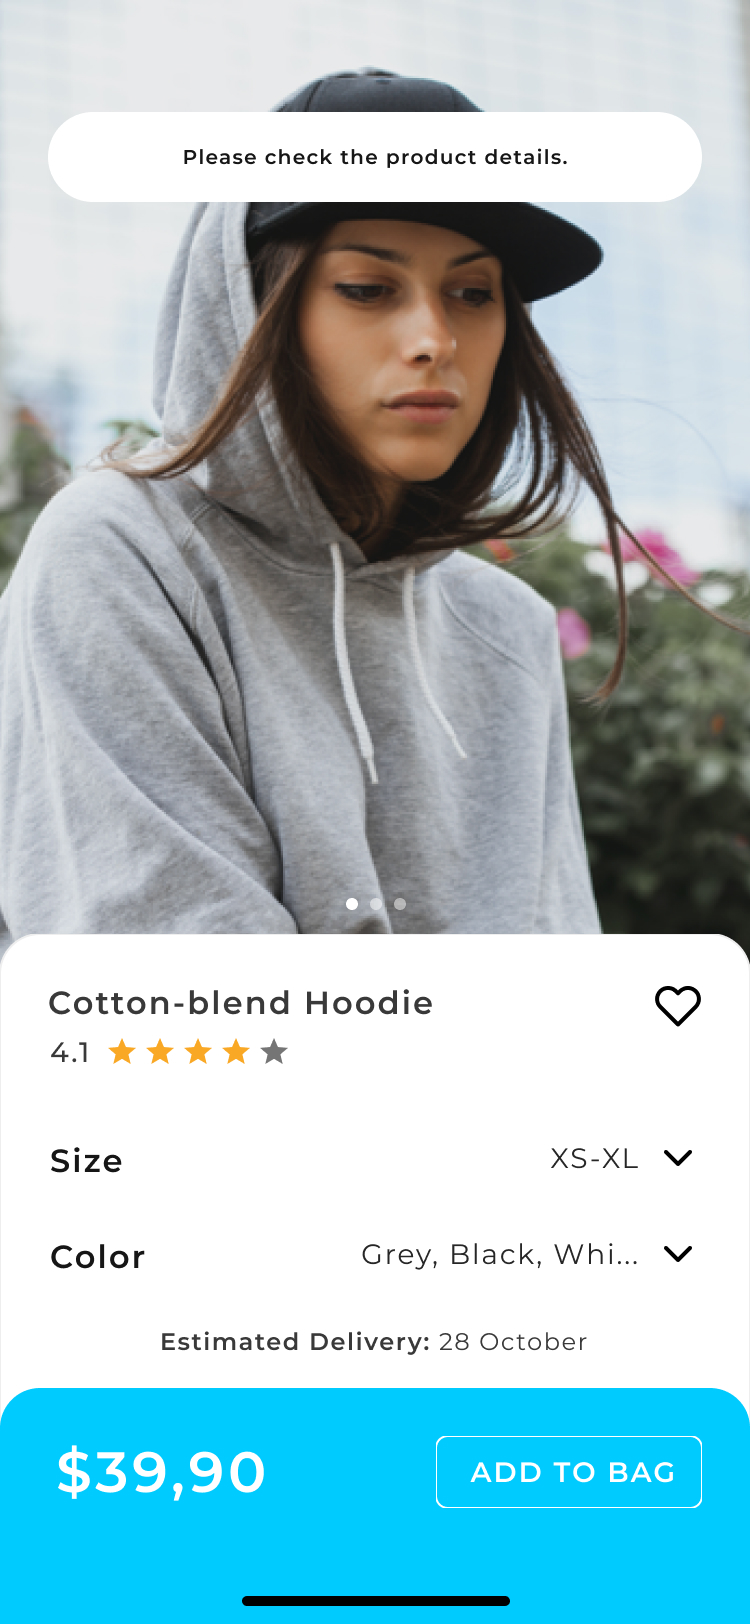 Please check the product details.
Cotton-blend Hoodie
4.1
Size XS-XL
Color Grey, Black, Whi...
Estimated Delivery: 28 October
$39,90 ADD TO BAG